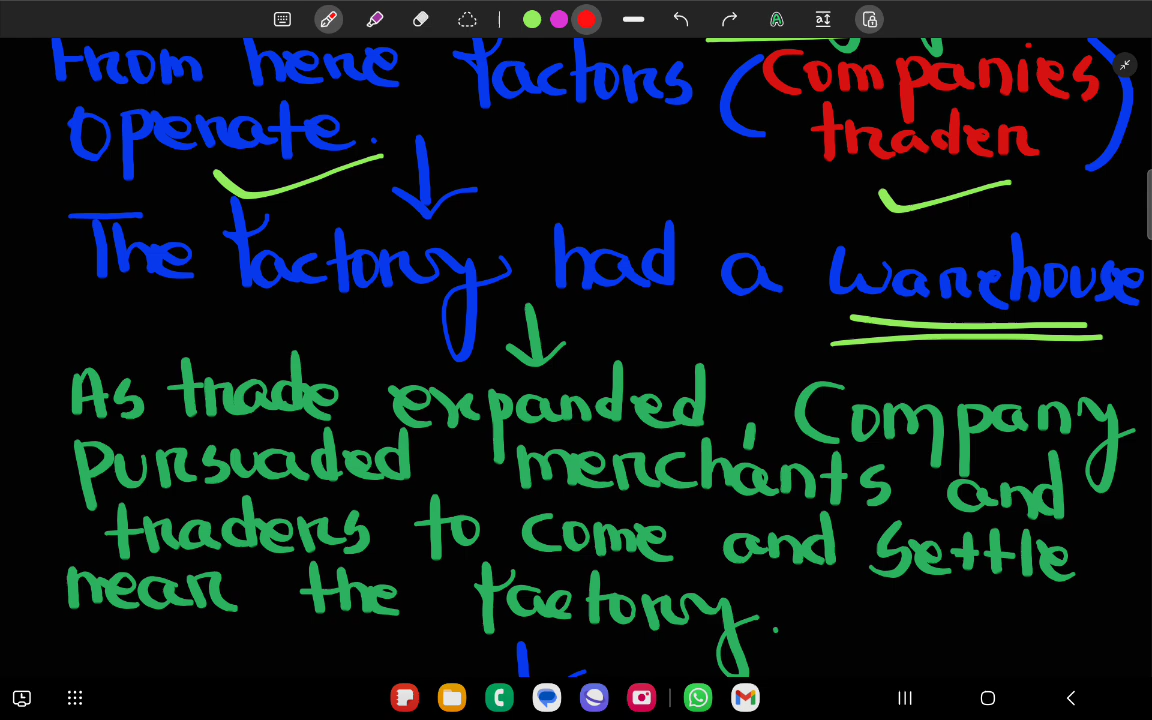 From here factors (Companies
operate. trader)
The factory had a warehouse
As trade expanded, Company
pursuaded merchants and
traders to come and settle
near the factory.